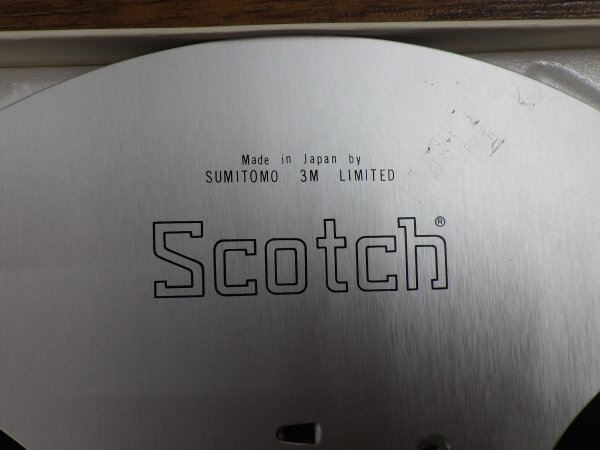 Made in Japan by
SUMITOMO 3M LIMITED
Scotch®